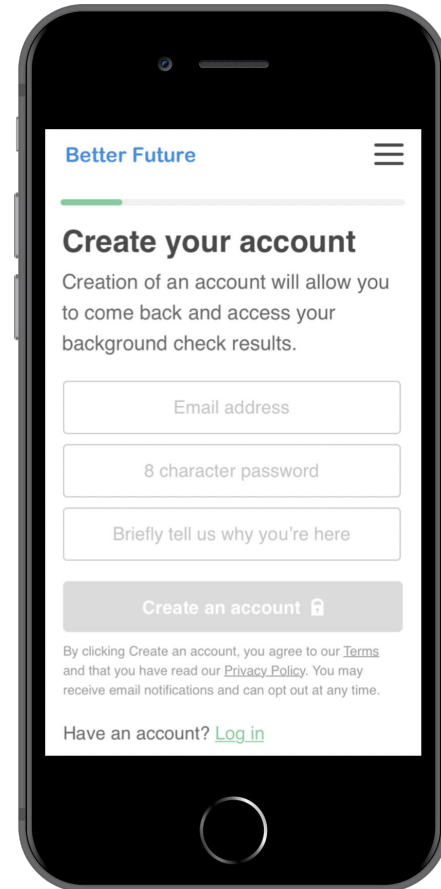 Better Future
Create your account
Creation of an account will allow you
to come back and access your
background check results.
Email address
8 character password
Briefly tell us why you're here
Create an account
By clicking Create an account, you agree to our Terms
and that you have read our Privacy Policy. You may
receive email notifications and can opt out at any time.
Have an account? Log in